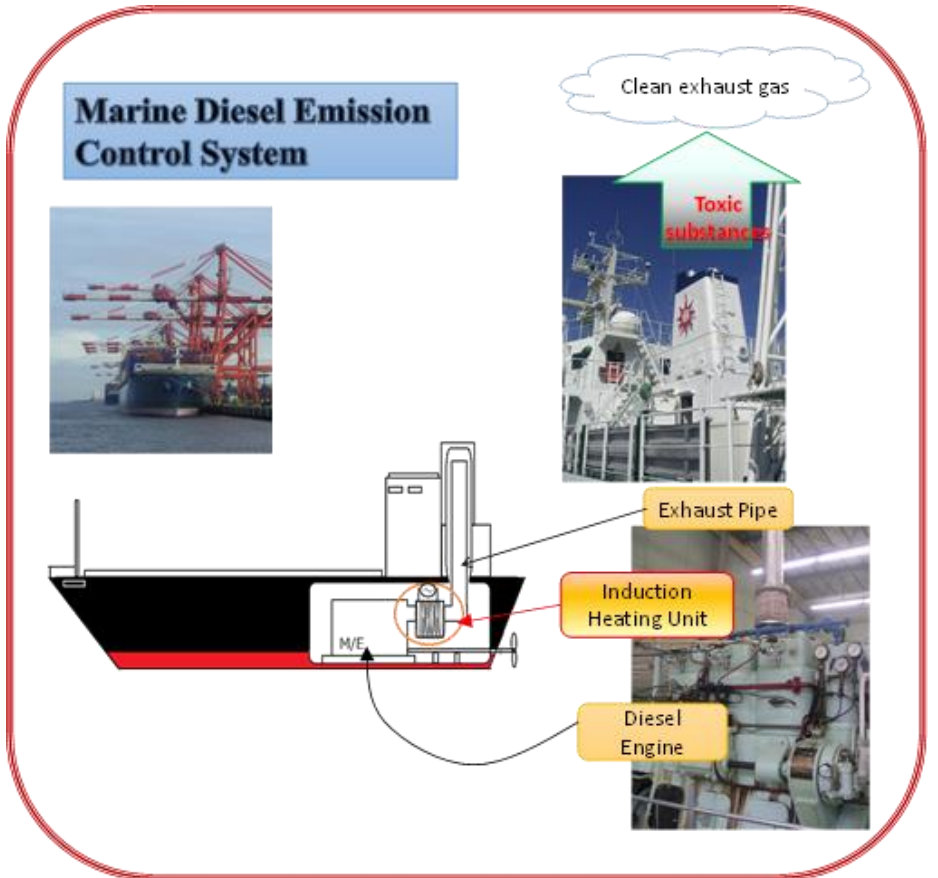 Marine Diesel Emission
Control System
Clean exhaust gas
Toxic
substances
Exhaust Pipe
Induction
Heating Unit
M/E
Diesel
Engine